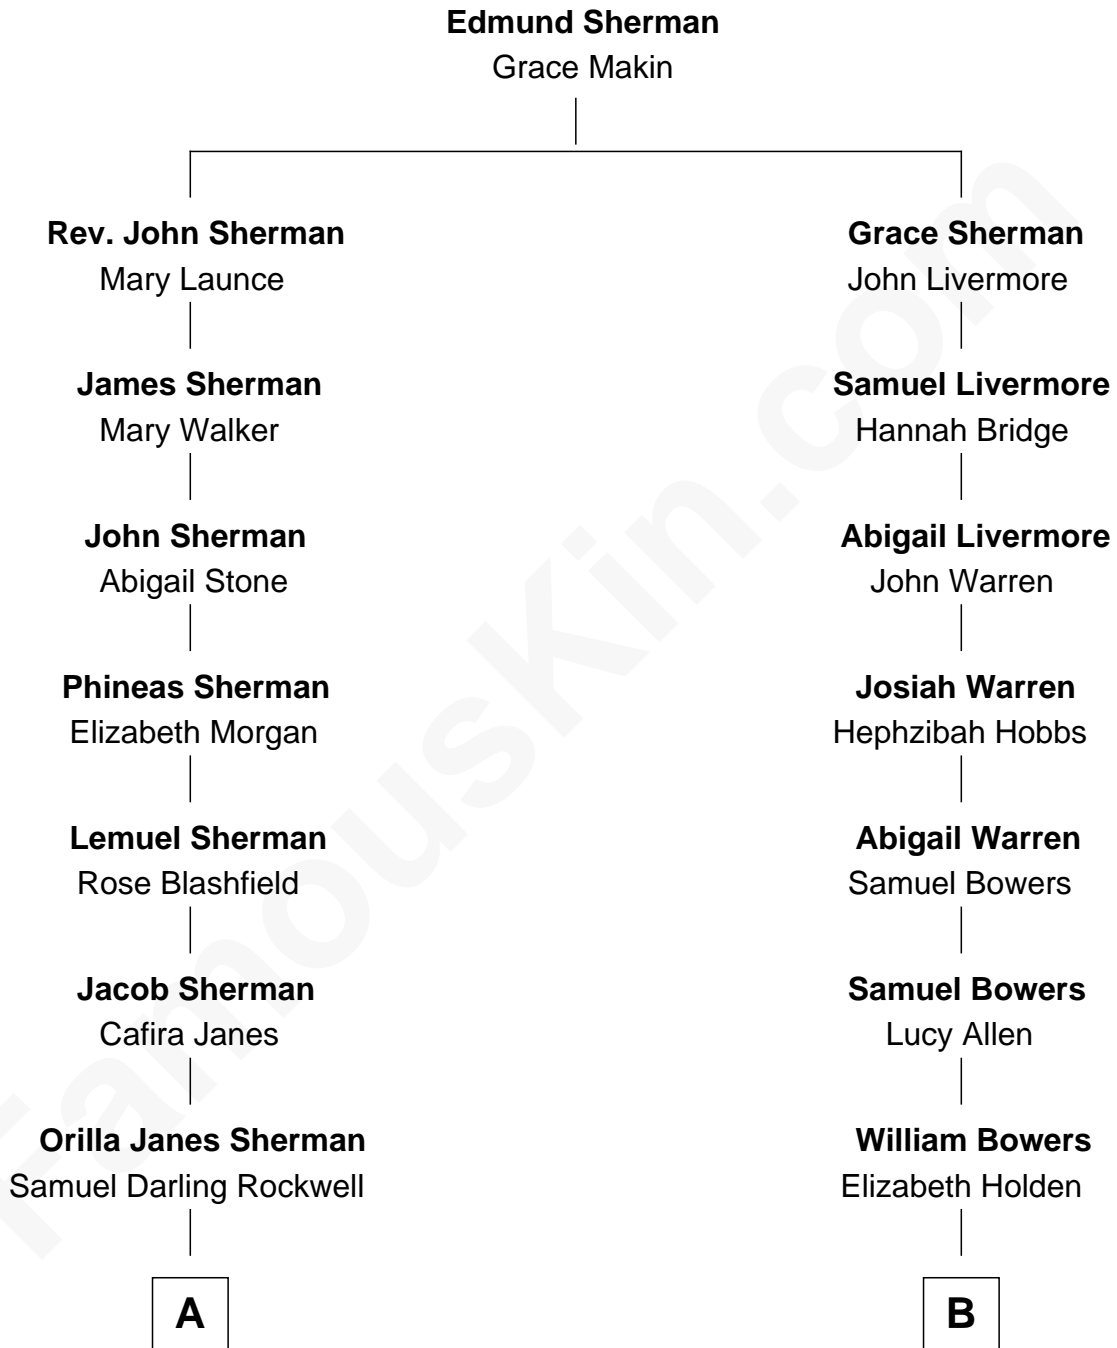 Edmund Sherman
Grace Makin
Rev. John Sherman
Mary Launce
James Sherman
Mary Walker
John Sherman
Abigail Stone
Phineas Sherman
Elizabeth Morgan
Lemuel Sherman
Rose Blashfield
Jacob Sherman
Cafira Janes
Orilla Janes Sherman
Samuel Darling Rockwell
A
Grace Sherman
John Livermore
Samuel Livermore
Hannah Bridge
Abigail Livermore
John Warren
Josiah Warren
Hephzibah Hobbs
Abigail Warren
Samuel Bowers
Samuel Bowers
Lucy Allen
William Bowers
Elizabeth Holden
B
FamousKin.com